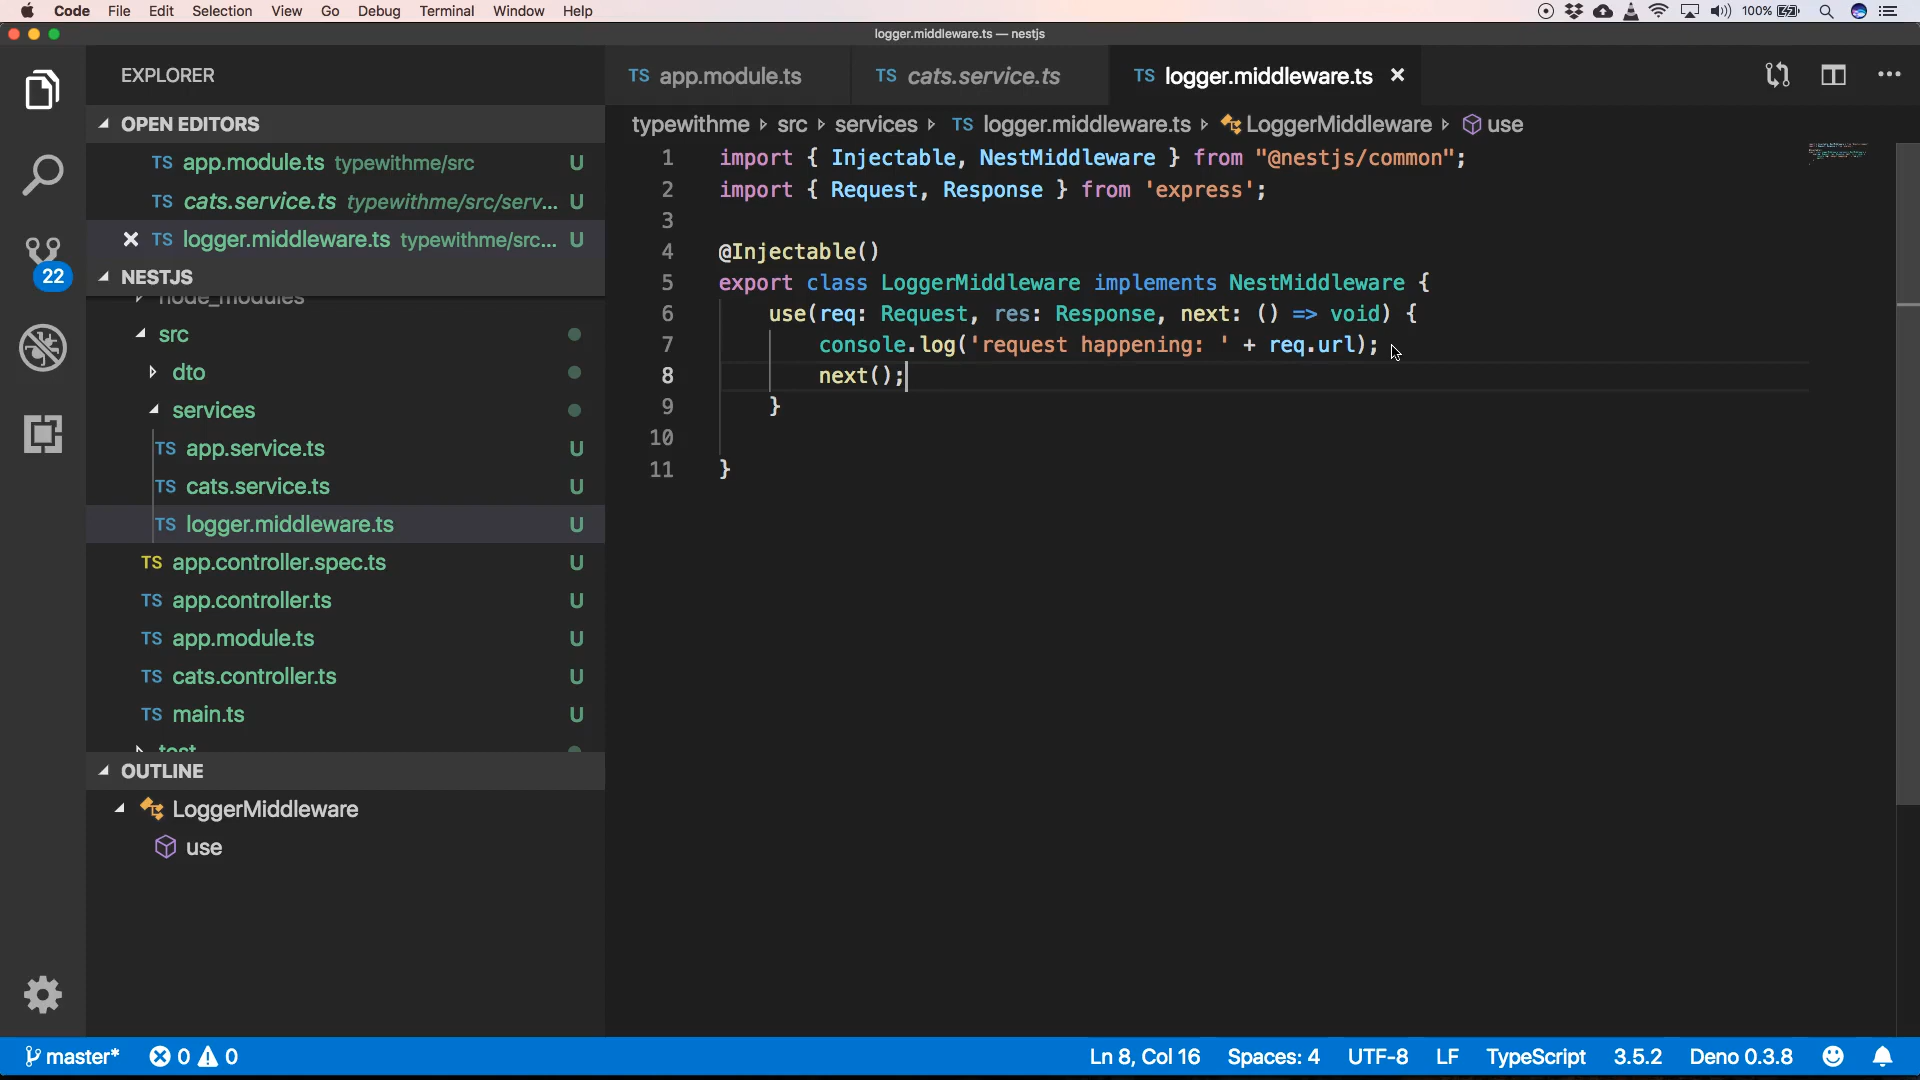 Code File Edit Selection View Go Debug Terminal Window Help 100%
logger.middleware.ts — nestjs
EXPLORER
TS app.module.ts
TS cats.service.ts
TS logger.middleware.ts
OPEN EDITORS
TS app.module.ts typewithme/src U
TS cats.service.ts typewithme/src/serv... U
TS logger.middleware.ts typewithme/src... U
22
NESTJS
node_modules
src
dto
services
TS app.service.ts U
TS cats.service.ts U
TS logger.middleware.ts U
TS app.controller.spec.ts U
TS app.controller.ts U
TS app.module.ts U
TS cats.controller.ts U
TS main.ts U
test
OUTLINE
LoggerMiddleware
use
typewithme src services TS logger.middleware.ts LoggerMiddleware use
1 import { Injectable, NestMiddleware } from "@nestjs/common";
2 import { Request, Response } from 'express';
3
4 @Injectable()
5 export class LoggerMiddleware implements NestMiddleware {
6 use(req: Request, res: Response, next: () => void) {
7 console.log('request happening: ' + req.url);
8 next();
9 }
10
11 }
master* 0 0 Ln 8, Col 16 Spaces: 4 UTF-8 LF TypeScript 3.5.2 Deno 0.3.8